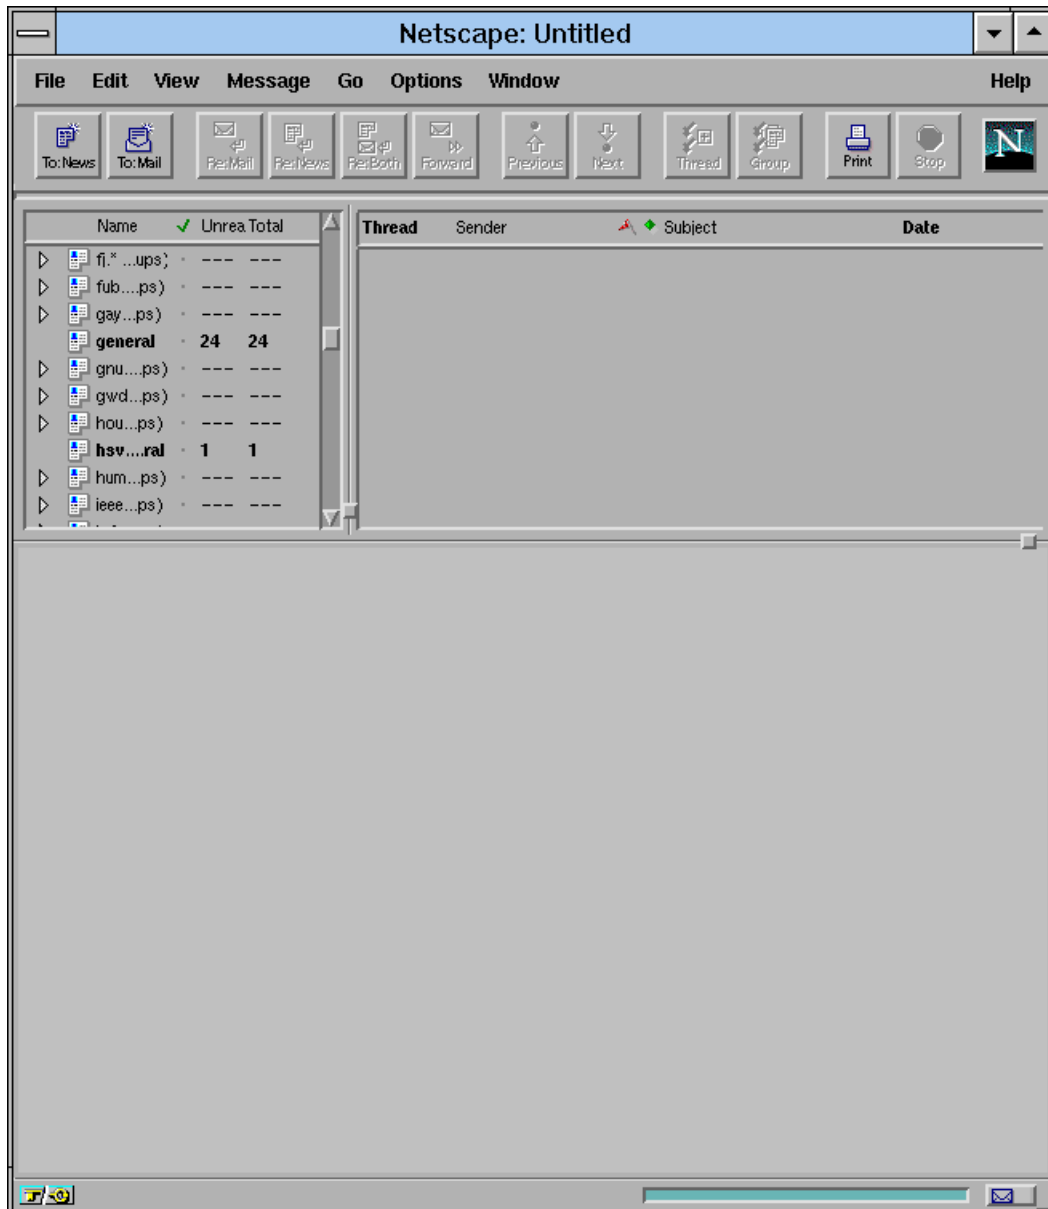 Netscape: Untitled
File Edit View Message Go Options Window Help
To:News To:Mail Re:Mail Re:News Re:Both Forward Previous Next Thread Group Print Stop N
Name Unrea Total Thread Sender Subject Date
fj.* ...ups) --- ---
fub....ps) --- ---
gay...ps) --- ---
general 24 24
gnu....ps) --- ---
gwd...ps) --- ---
hou...ps) --- ---
hsv....ral 1 1
hum...ps) --- ---
ieee...ps) --- ---